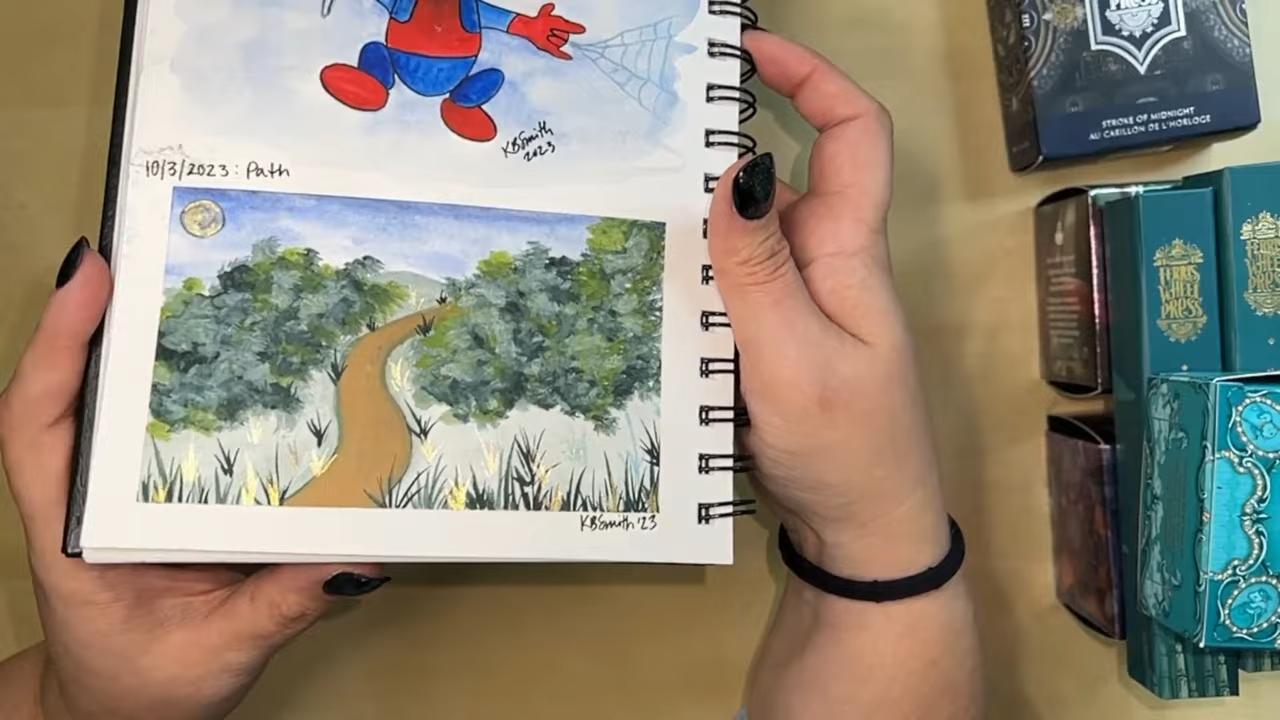 PRESS
STROKE OF MIDNIGHT
AU CARILLON DE L'HORLOGE
KBSmith
2023
10/3/2023: Path
FERRIS
WHEEL
PRESS
FERRIS
WHEEL
PRESS
KBSmith '23